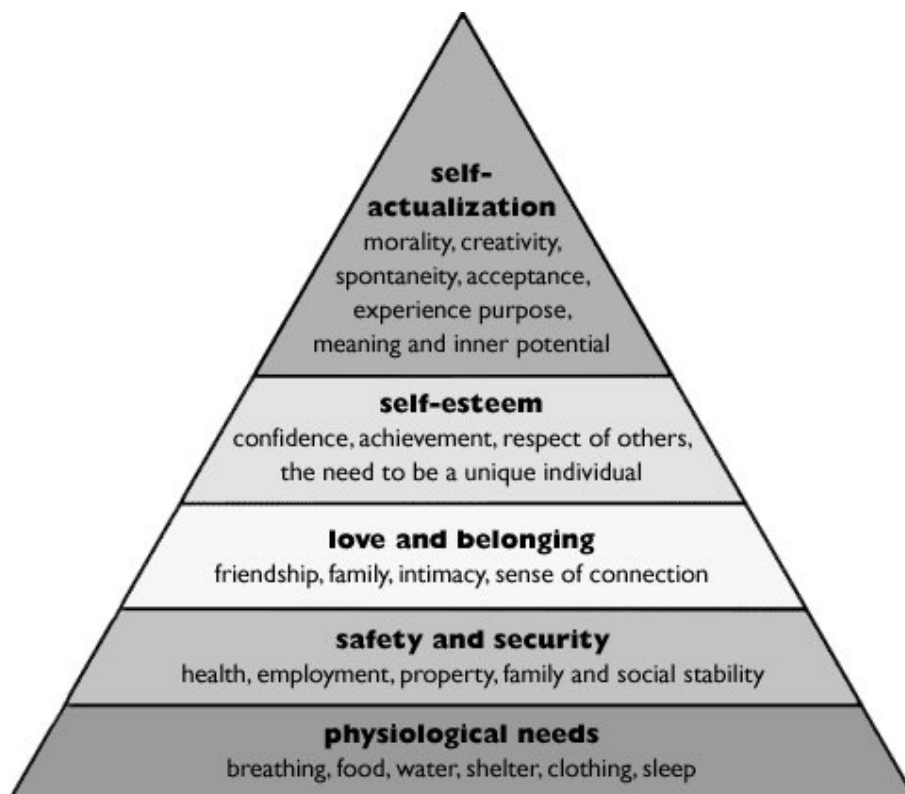 self-
actualization
morality, creativity,
spontaneity, acceptance,
experience purpose,
meaning and inner potential
self-esteem
confidence, achievement, respect of others,
the need to be a unique individual
love and belonging
friendship, family, intimacy, sense of connection
safety and security
health, employment, property, family and social stability
physiological needs
breathing, food, water, shelter, clothing, sleep